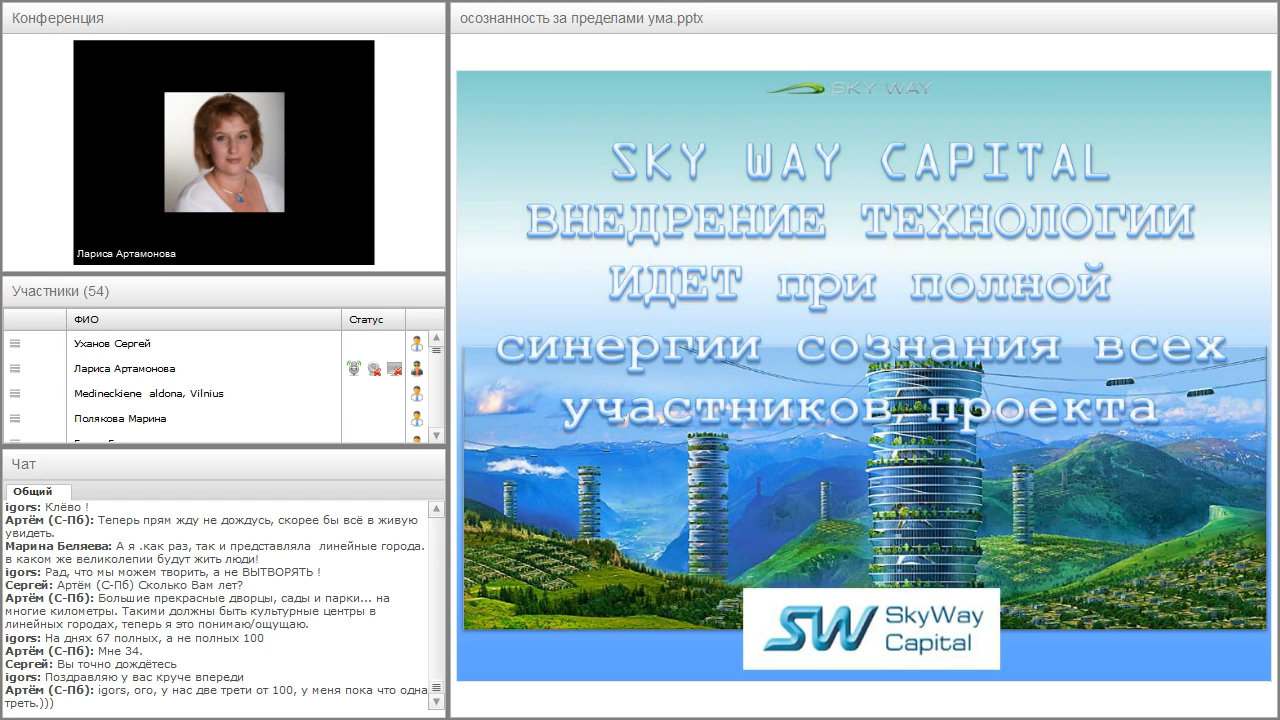 Конференция
Лариса Артамонова
Участники (54)
ФИО
Статус
Уханов Сергей
Лариса Артамонова
Medineckiene aldona, Vilnius
Полякова Марина
Чат
Общий
igors: Клёво !
Артём (С-Пб): Теперь прям жду не дождусь, скорей бы всё в живую
увидеть.
Марина Беляева: А я .как раз, так и представляла линейные города.
в каком же великолепии будут жить люди!
igors: Рад, что мы можем творить, а не ВЫТВОРЯТЬ !
Сергей: Артём (С-Пб) Сколько Вам лет?
Артём (С-Пб): Большие прекрасные дворцы, сады и парки... на
многие километры. Такими должны быть культурные центры в
линейных городах, теперь я это понимаю/ощущаю.
igors: На днях 67 полных, а не полных 100
Артём (С-Пб): Мне 34.
Сергей: Вы точно дождётесь
igors: Поздравляю у вас круче впереди
Артём (С-Пб): igors, ого, у нас две трети от 100, у меня пока что одна
треть.)))
осознанность за пределами ума.pptx
SKY WAY
SKY WAY CAPITAL
ВНЕДРЕНИЕ ТЕХНОЛОГИИ
ИДЕТ при полной
синергии сознания всех
участников проекта
SW SkyWay
Capital